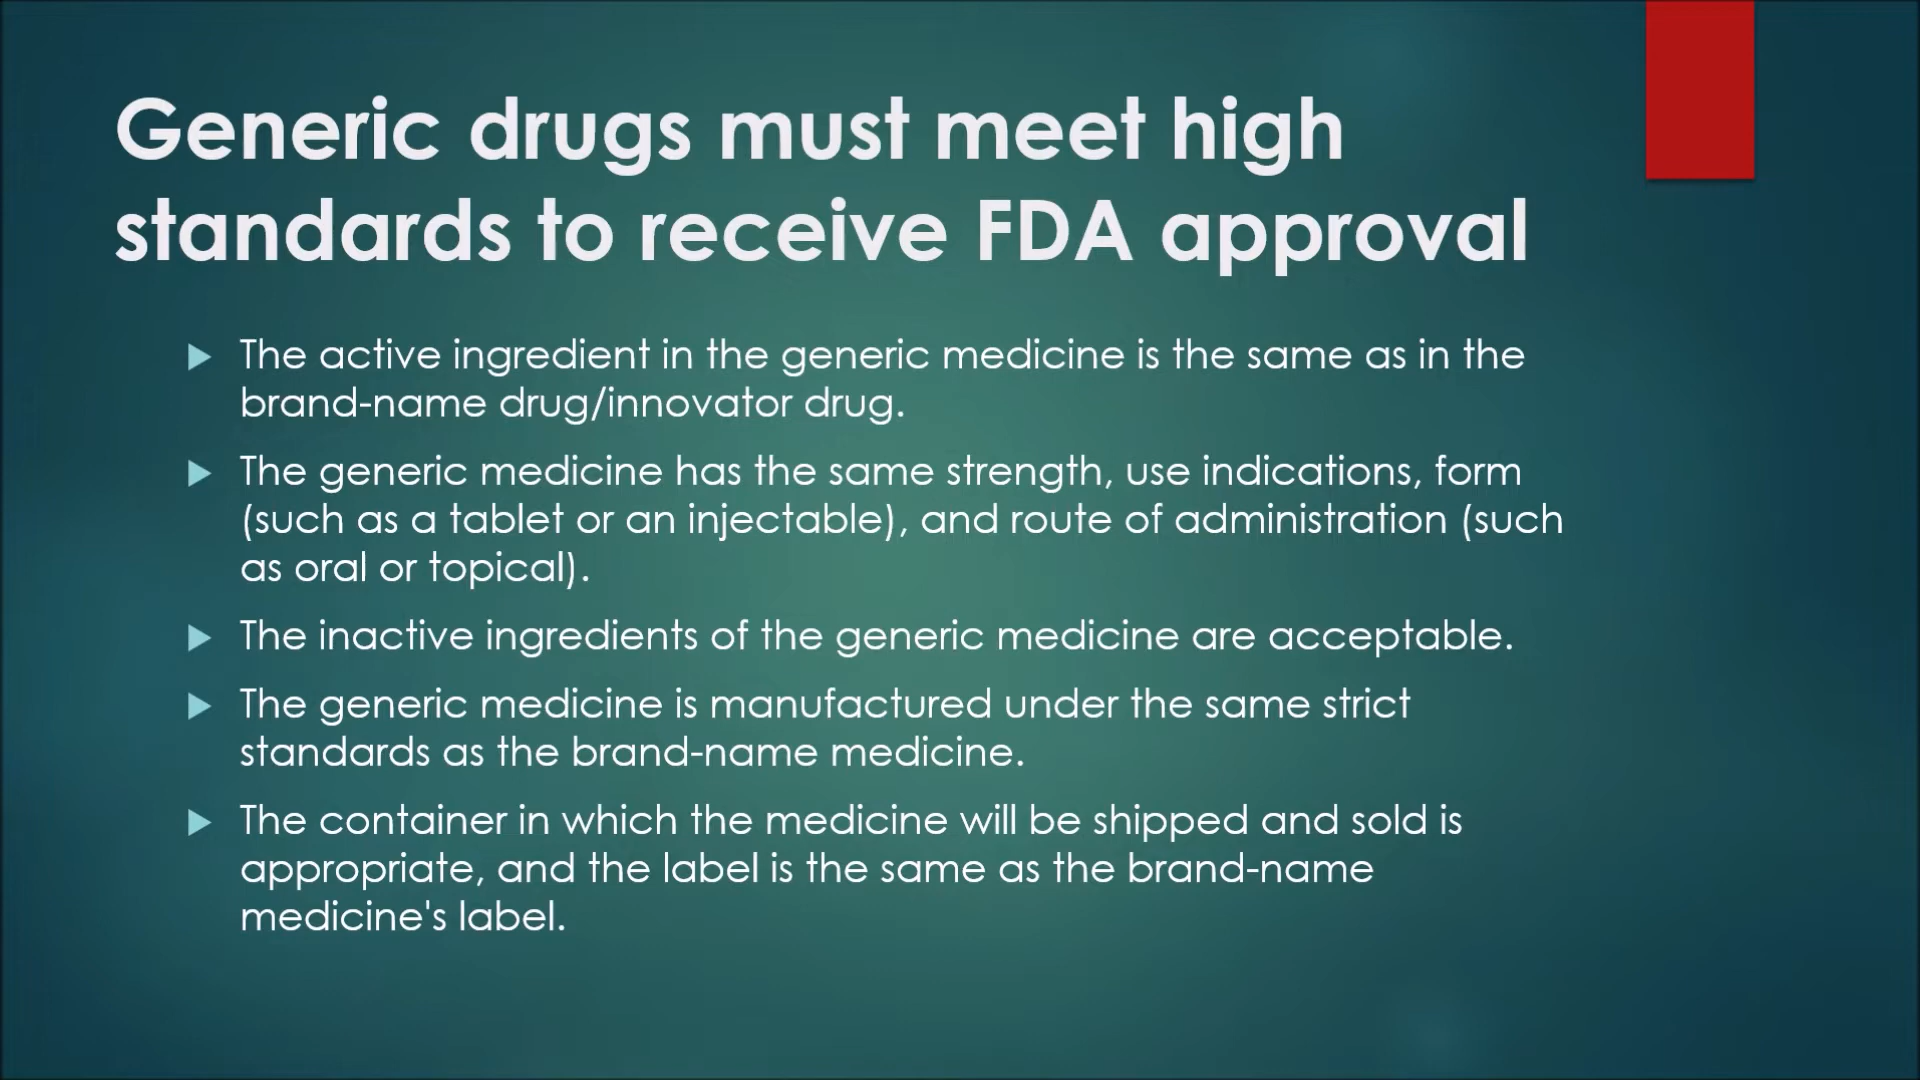 Generic drugs must meet high
standards to receive FDA approval
The active ingredient in the generic medicine is the same as in the
brand-name drug/innovator drug.
The generic medicine has the same strength, use indications, form
(such as a tablet or an injectable), and route of administration (such
as oral or topical).
The inactive ingredients of the generic medicine are acceptable.
The generic medicine is manufactured under the same strict
standards as the brand-name medicine.
The container in which the medicine will be shipped and sold is
appropriate, and the label is the same as the brand-name
medicine's label.